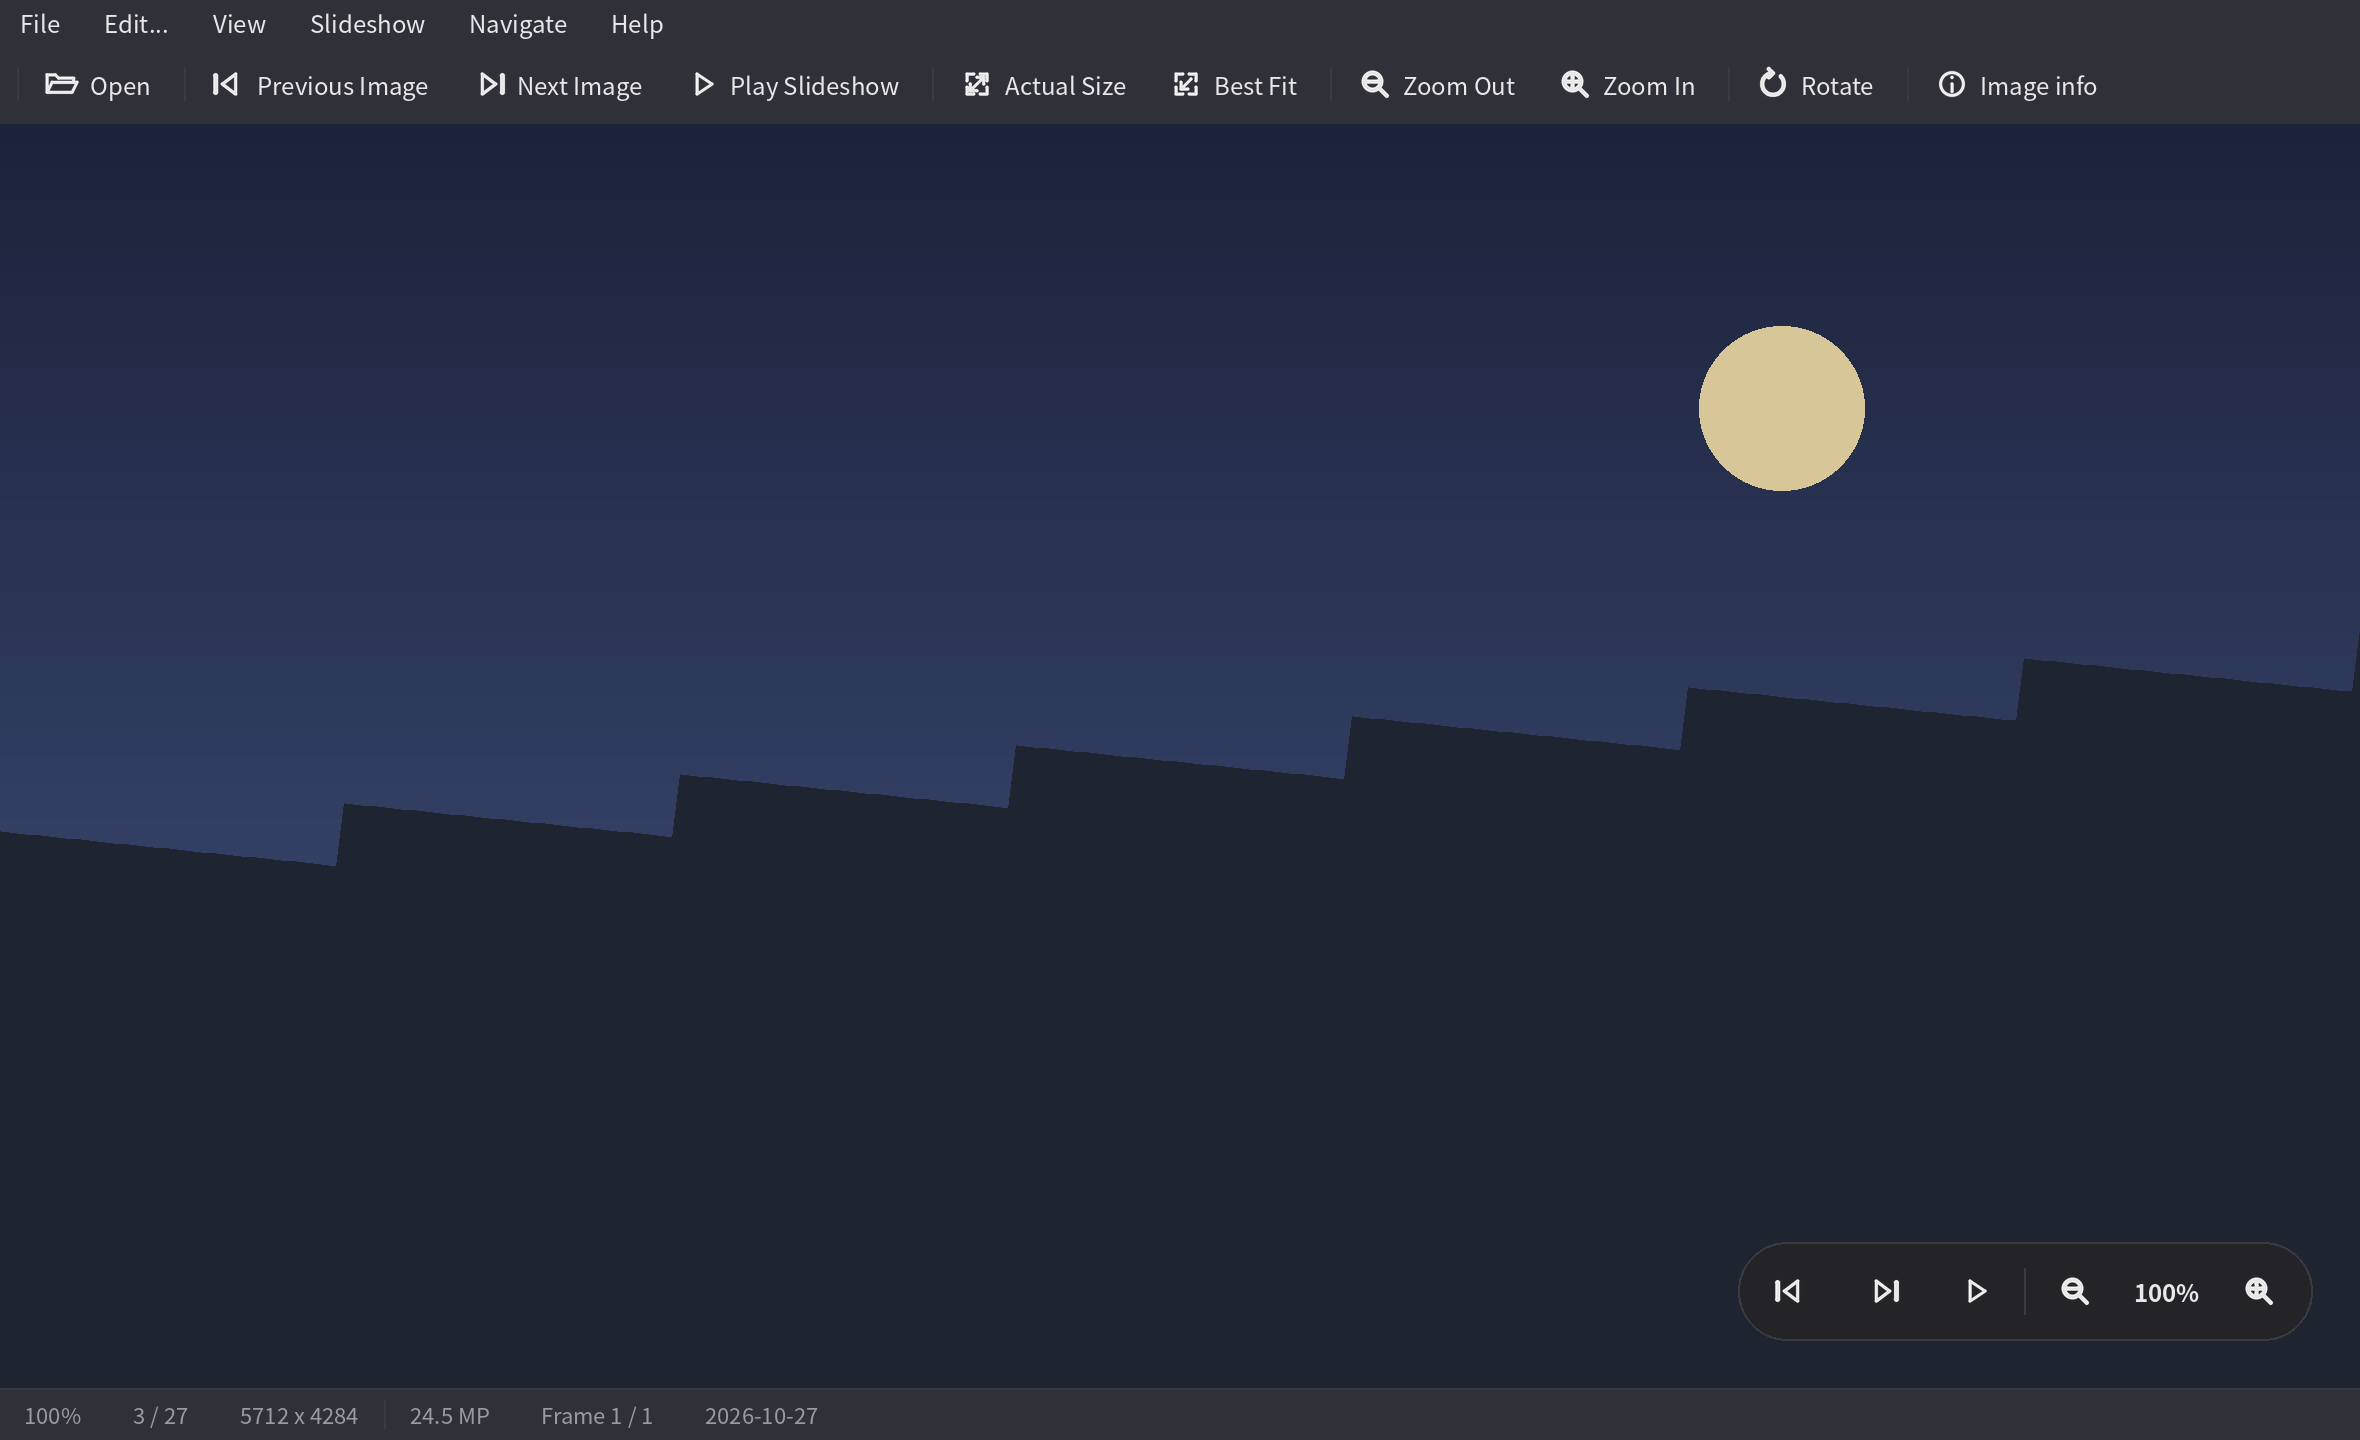 File Edit... View Slideshow Navigate Help
Open Previous Image Next Image Play Slideshow Actual Size Best Fit Zoom Out Zoom In Rotate Image info
100%
100% 3 / 27 5712 x 4284 24.5 MP Frame 1 / 1 2026-10-27